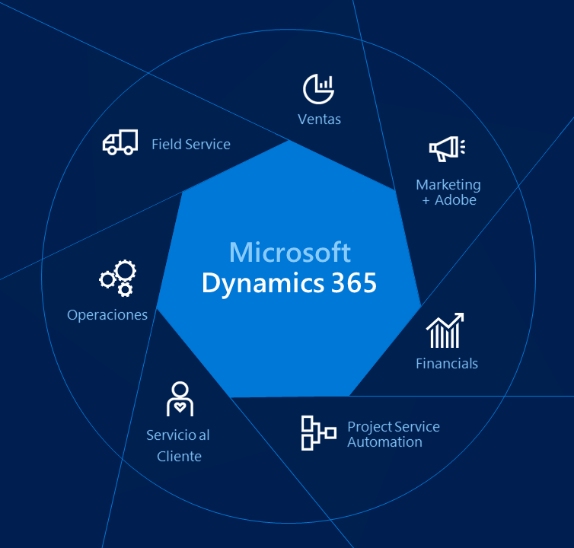 Ventas
Field Service
Marketing
+ Adobe
Microsoft
Dynamics 365
Operaciones
Financials
Servicio al
Cliente
Project Service
Automation